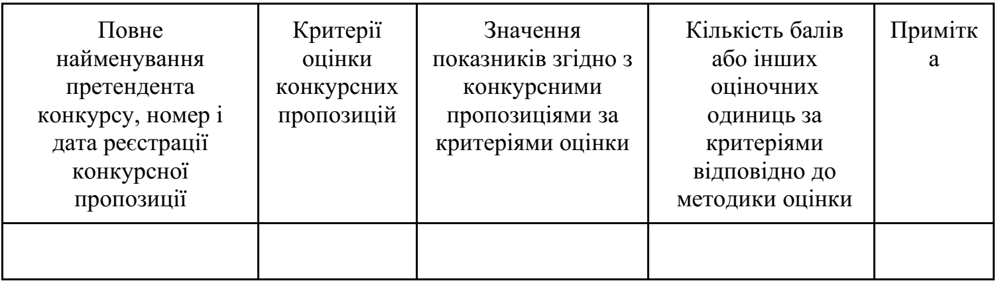 Повне
найменування
претендента
конкурсу, номер і
дата реєстрації
конкурсної
пропозиції
Критерії
оцінки
конкурсних
пропозицій
Значення
показників згідно з
конкурсними
пропозиціями за
критеріями оцінки
Кількість балів
або інших
оціночних
одиниць за
критеріями
відповідно до
методики оцінки
Примітк
а